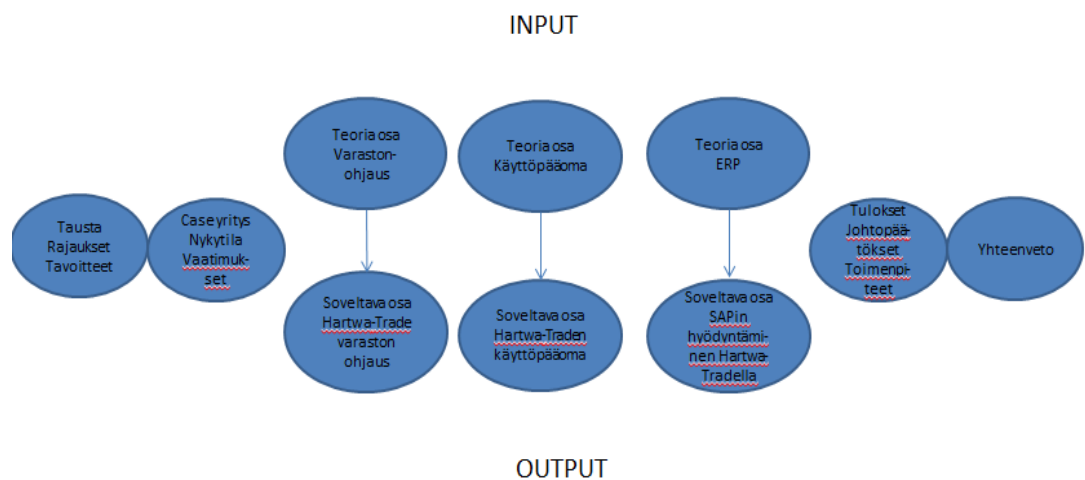 INPUT
Teoria osa
Varaston-
ohjaus
Teoria osa
Käyttöpääoma
Teoria osa
ERP
Tausta
Rajaukset
Tavoitteet
Case yritys
Nykytila
Vaatimuk-
set
Tulokset
Johtopää-
tökset
Toimenpi-
teet
Yhteenveto
Soveltava osa
Hartwa-Trade
varaston
ohjaus
Soveltava osa
Hartwa-Traden
käyttöpääoma
Soveltava osa
SAPin
hyödyntämi-
nen Hartwa-
Tradella
OUTPUT